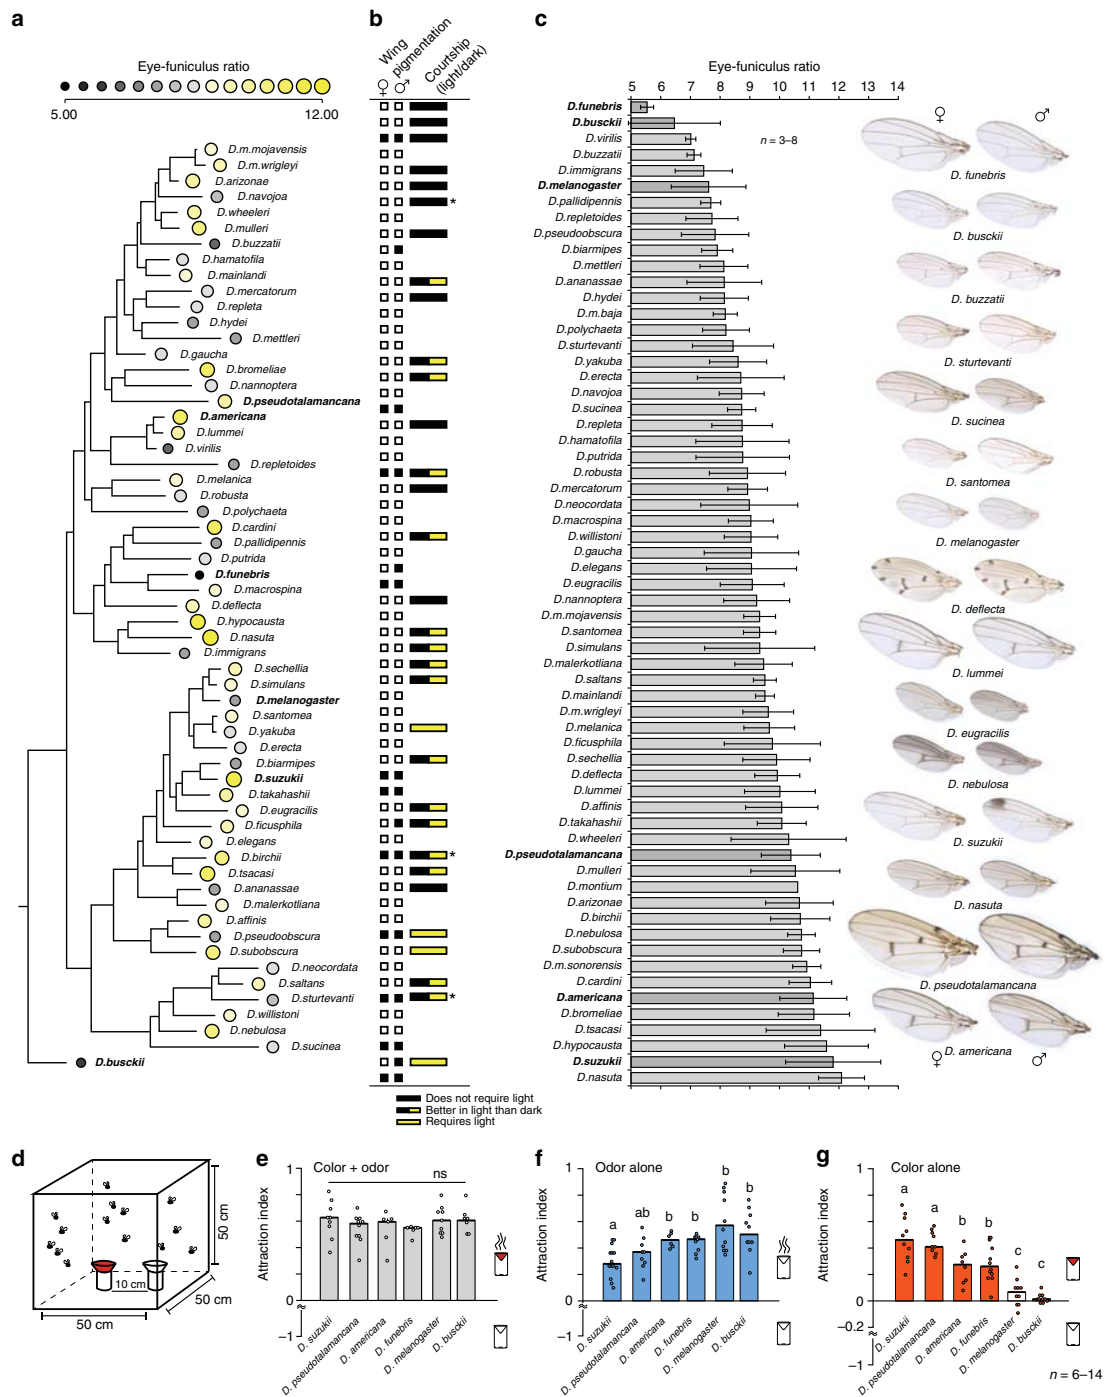 a
b
c
Eye-funiculus ratio
5.00
12.00
D.m.mojavensis
D.m.wrigleyi
D.arizonae
D.navojoa
D.wheeleri
D.mulleri
D.buzzatii
D.hamatofila
D.mainlandi
D.mercatorum
D.repleta
D.hydei
D.mettleri
D.gaucha
D.bromeliae
D.nannoptera
D.pseudotalamancana
D.americana
D.lummei
D.virilis
D.repletoides
D.melanica
D.robusta
D.polychaeta
D.cardini
D.pallidipennis
D.putrida
D.funebris
D.macrospina
D.deflecta
D.hypocausta
D.nasuta
D.immigrans
D.sechellia
D.simulans
D.melanogaster
D.santomea
D.yakuba
D.erecta
D.biarmipes
D.suzukii
D.takahashii
D.eugracilis
D.ficusphila
D.elegans
D.birchii
D.tsacasi
D.ananassae
D.malerkotliana
D.affinis
D.pseudoobscura
D.subobscura
D.neocordata
D.saltans
D.sturtevanti
D.willistoni
D.nebulosa
D.sucinea
D.busckii
Wing
pigmentation
Courtship
(light/dark)
♀ ♂
*
*
*
Does not require light
Better in light than dark
Requires light
Eye-funiculus ratio
5 6 7 8 9 10 11 12 13 14
n = 3–8
D.funebris
D.busckii
D.virilis
D.buzzatii
D.immigrans
D.melanogaster
D.pallidipennis
D.repletoides
D.pseudoobscura
D.biarmipes
D.mettleri
D.ananassae
D.hydei
D.m.baja
D.polychaeta
D.sturtevanti
D.yakuba
D.erecta
D.navojoa
D.sucinea
D.repleta
D.hamatofila
D.putrida
D.robusta
D.mercatorum
D.neocordata
D.macrospina
D.willistoni
D.gaucha
D.elegans
D.eugracilis
D.nannoptera
D.m.mojavensis
D.santomea
D.simulans
D.malerkotliana
D.saltans
D.mainlandi
D.m.wrigleyi
D.melanica
D.ficusphila
D.sechellia
D.deflecta
D.lummei
D.affinis
D.takahashii
D.wheeleri
D.pseudotalamancana
D.mulleri
D.montium
D.arizonae
D.birchii
D.nebulosa
D.subobscura
D.m.sonorensis
D.cardini
D.americana
D.bromeliae
D.tsacasi
D.hypocausta
D.suzukii
D.nasuta
♀ ♂
D. funebris
D. busckii
D. buzzatii
D. sturtevanti
D. sucinea
D. santomea
D. melanogaster
D. deflecta
D. lummei
D. eugracilis
D. nebulosa
D. suzukii
D. nasuta
D. pseudotalamancana
D. americana
♀ ♂
d
50 cm
10 cm
50 cm
50 cm
e
Color + odor
ns
Attraction index
1
0
≈
−1
D. suzukii
D. pseudotalamancana
D. americana
D. funebris
D. melanogaster
D. busckii
f
Odor alone
Attraction index
1
0
≈
−1
a
ab
b
b
b
b
D. suzukii
D. pseudotalamancana
D. americana
D. funebris
D. melanogaster
D. busckii
g
Color alone
Attraction index
1
0
−0.2
≈
−1
a
a
b
b
c
c
D. suzukii
D. pseudotalamancana
D. americana
D. funebris
D. melanogaster
D. busckii
n = 6–14